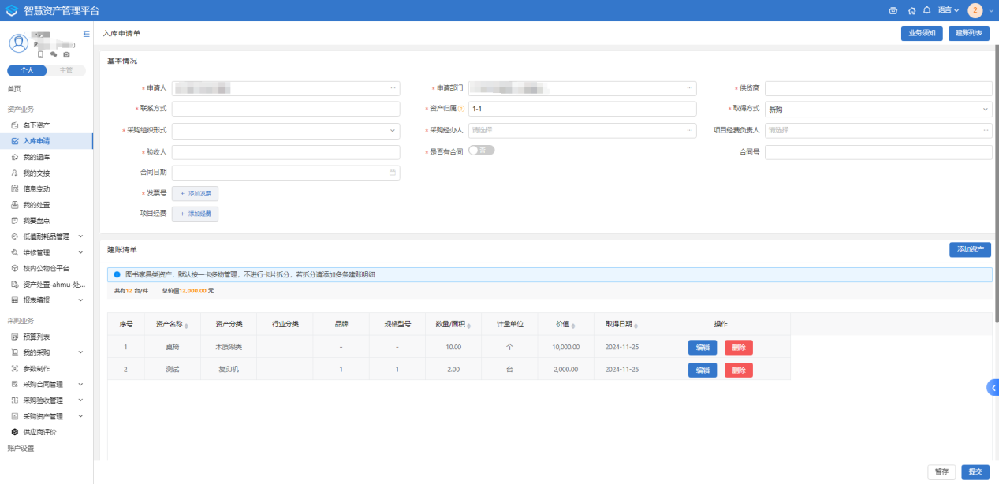 智慧资产管理平台
语言
2
个人
主管
首页
资产业务
名下资产
入库申请
我的退库
我的交接
信息变动
我的处置
我要盘点
低值耐耗品管理
维修管理
校内公物仓平台
资产处置-ahmu-处...
报表填报
采购业务
预算列表
我的采购
参数制作
采购合同管理
采购验收管理
采购资产管理
供应商评价
账户设置
入库申请单
业务须知
建账列表
基本情况
* 申请人
* 申请部门
* 供货商
* 联系方式
* 资产归属 1-1
* 取得方式 新购
* 采购组织形式
* 采购经办人 请选择
项目经费负责人 请选择
* 验收人
* 是否有合同 否
合同号
合同日期
* 发票号 + 添加发票
项目经费 + 添加经费
建账清单
添加资产
图书家具类资产，默认按一卡多物管理，不进行卡片拆分，若拆分请添加多条建账明细
共有12 台/件 总价值12,000.00 元
序号 资产名称 资产分类 行业分类 品牌 规格型号 数量/面积 计量单位 价值 取得日期 操作
1 桌椅 木质架类 -- - 10.00 个 10,000.00 2024-11-25 编辑 删除
2 测试 复印机 1 1 2.00 台 2,000.00 2024-11-25 编辑 删除
暂存
提交